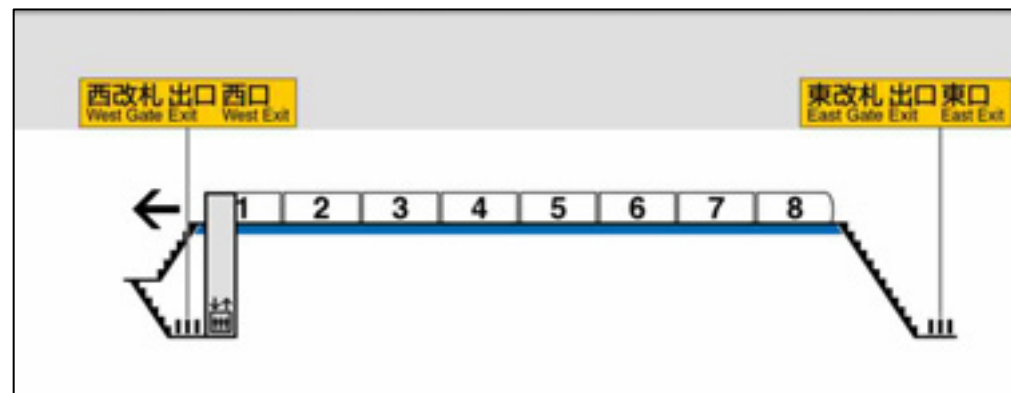 西改札 出口 西口
West Gate Exit West Exit
東改札 出口 東口
East Gate Exit East Exit
1 2 3 4 5 6 7 8